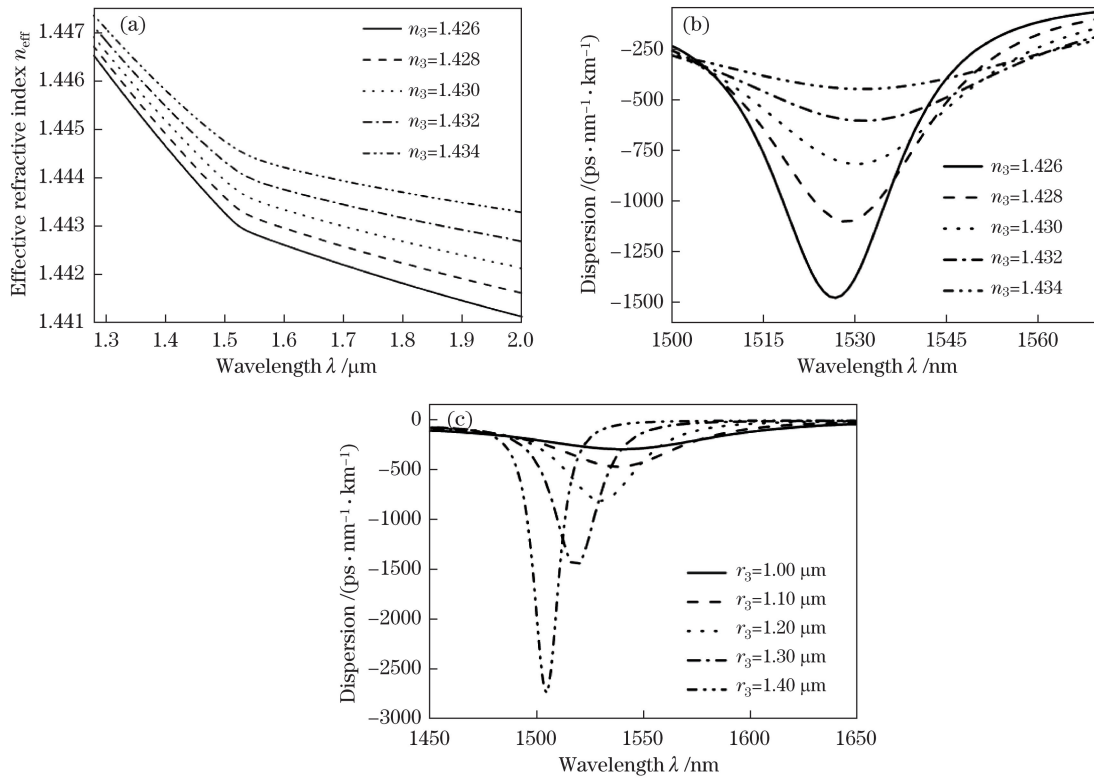 (a)
n₃=1.426
n₃=1.428
n₃=1.430
n₃=1.432
n₃=1.434
Effective refractive index n_eff
1.447
1.446
1.445
1.444
1.443
1.442
1.441
1.3 1.4 1.5 1.6 1.7 1.8 1.9 2.0
Wavelength λ /μm
(b)
Dispersion /(ps·nm⁻¹·km⁻¹)
−250
−500
−750
−1000
−1250
−1500
n₃=1.426
n₃=1.428
n₃=1.430
n₃=1.432
n₃=1.434
1500 1515 1530 1545 1560
Wavelength λ /nm
(c)
Dispersion /(ps·nm⁻¹·km⁻¹)
0
−500
−1000
−1500
−2000
−2500
−3000
r₃=1.00 μm
r₃=1.10 μm
r₃=1.20 μm
r₃=1.30 μm
r₃=1.40 μm
1450 1500 1550 1600 1650
Wavelength λ /nm